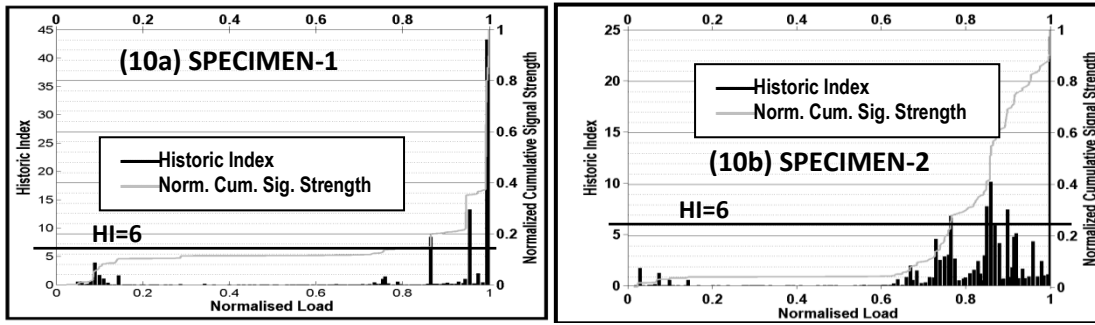 0 0.2 0.4 0.6 0.8 1
45
40
35
30
25
20
15
10
5
0
Historic Index
(10a) SPECIMEN-1
Historic Index
Norm. Cum. Sig. Strength
HI=6
1
0.8
0.6
0.4
0.2
0
Normalized Cumulative Signal Strength
0 0.2 0.4 0.6 0.8 1
Normalised Load
0 0.2 0.4 0.6 0.8 1
25
20
15
10
5
0
Historic Index
Historic Index
Norm. Cum. Sig. Strength
(10b) SPECIMEN-2
HI=6
1
0.8
0.6
0.4
0.2
0
Normalized Cumulative Signal Strength
0 0.2 0.4 0.6 0.8 1
Normalised Load